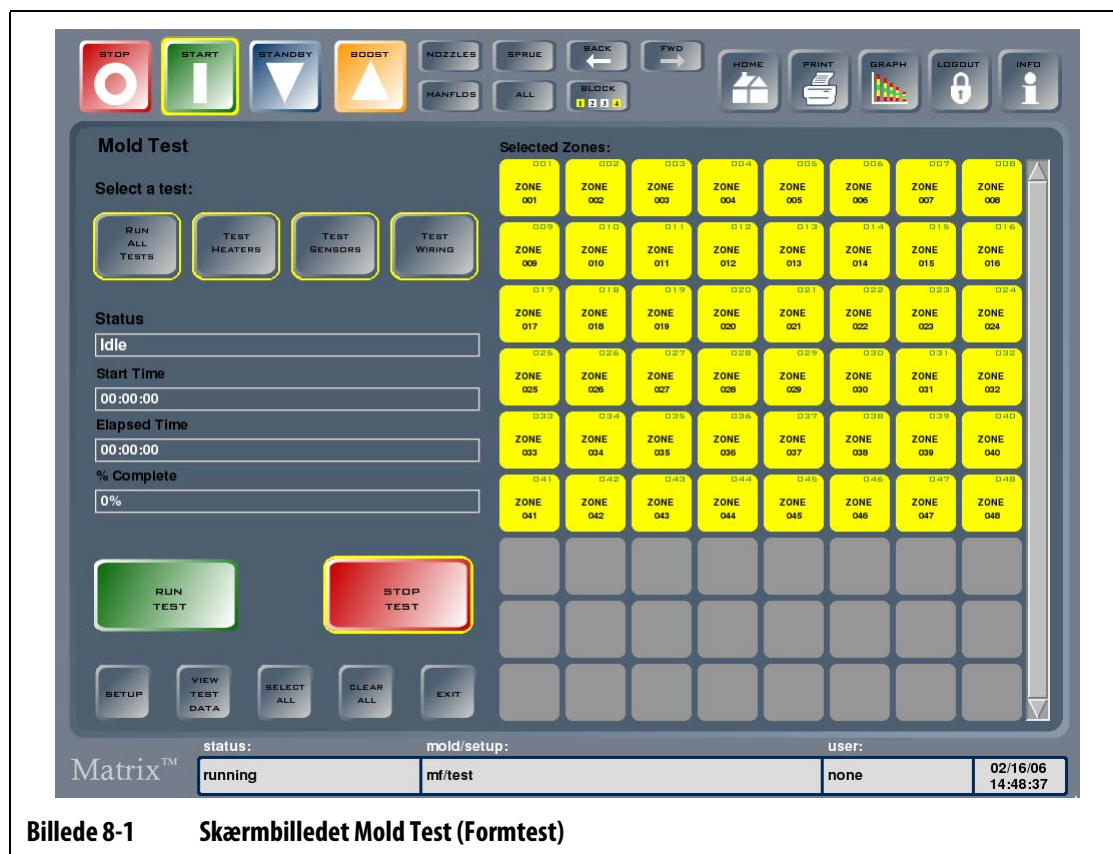 STOP START STANDBY BOOST NOZZLES SPRUE BACK FWD HOME PRINT GRAPH LOGOUT INFO
MANFLDS ALL BLOCK
1 2 3 4
Mold Test
Select a test:
RUN
ALL
TESTS
TEST
HEATERS
TEST
SENSORS
TEST
WIRING
Status
Idle
Start Time
00:00:00
Elapsed Time
00:00:00
% Complete
0%
RUN
TEST
STOP
TEST
SETUP
VIEW
TEST
DATA
SELECT
ALL
CLEAR
ALL
EXIT
Selected Zones:
001 002 003 004 005 006 007 008
ZONE ZONE ZONE ZONE ZONE ZONE ZONE ZONE
001 002 003 004 005 006 007 008
009 010 011 012 013 014 015 016
ZONE ZONE ZONE ZONE ZONE ZONE ZONE ZONE
009 010 011 012 013 014 015 016
017 018 019 020 021 022 023 024
ZONE ZONE ZONE ZONE ZONE ZONE ZONE ZONE
017 018 019 020 021 022 023 024
025 026 027 028 029 030 031 032
ZONE ZONE ZONE ZONE ZONE ZONE ZONE ZONE
025 026 027 028 029 030 031 032
033 034 035 036 037 038 039 040
ZONE ZONE ZONE ZONE ZONE ZONE ZONE ZONE
033 034 035 036 037 038 039 040
041 042 043 044 045 046 047 048
ZONE ZONE ZONE ZONE ZONE ZONE ZONE ZONE
041 042 043 044 045 046 047 048
Matrix™
status: mold/setup: user:
running mf/test none 02/16/06
14:48:37
Billede 8-1 Skærmbilledet Mold Test (Formtest)